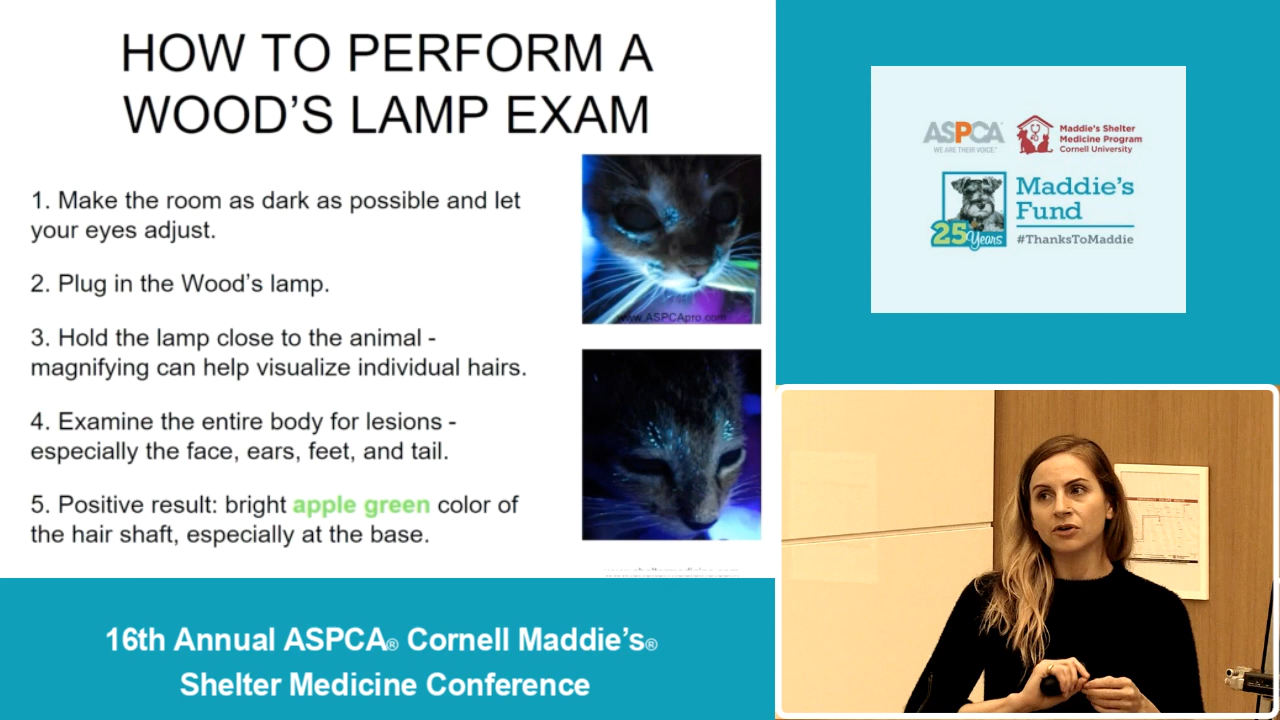 HOW TO PERFORM A
WOOD'S LAMP EXAM
1. Make the room as dark as possible and let
your eyes adjust.
2. Plug in the Wood's lamp.
3. Hold the lamp close to the animal -
magnifying can help visualize individual hairs.
4. Examine the entire body for lesions -
especially the face, ears, feet, and tail.
5. Positive result: bright apple green color of
the hair shaft, especially at the base.
www.ASPCApro.com
16th Annual ASPCA® Cornell Maddie's®
Shelter Medicine Conference
ASPCA
WE ARE THEIR VOICE.
Maddie's Shelter
Medicine Program
Cornell University
25 Years
Maddie's
Fund
#ThanksToMaddie